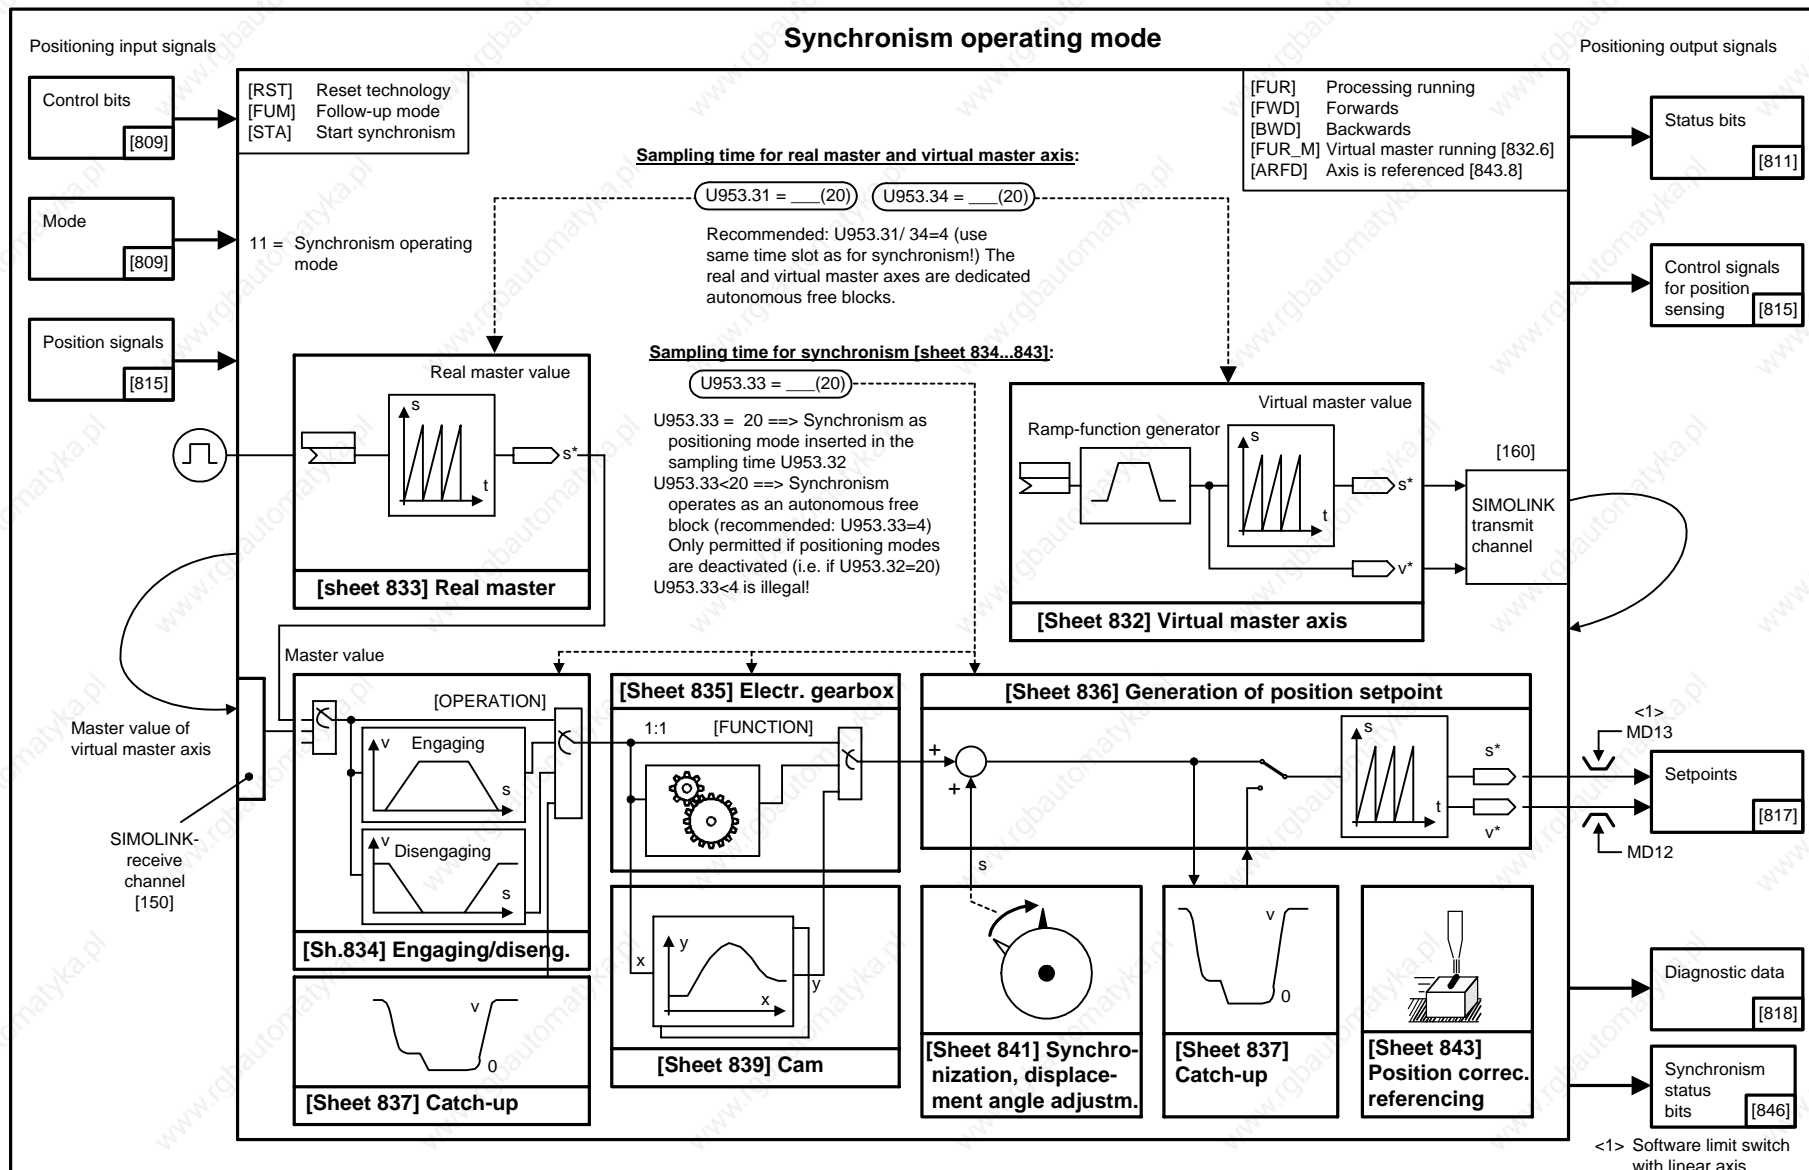 Synchronism operating mode
Positioning input signals
Positioning output signals
Control bits
[809]
Mode
[809]
Position signals
[815]
[RST] Reset technology
[FUM] Follow-up mode
[STA] Start synchronism
11 = Synchronism operating
mode
Sampling time for real master and virtual master axis:
U953.31 = ___(20)
U953.34 = ___(20)
Recommended: U953.31/ 34=4 (use
same time slot as for synchronism!) The
real and virtual master axes are dedicated
autonomous free blocks.
[FUR] Processing running
[FWD] Forwards
[BWD] Backwards
[FUR_M] Virtual master running [832.6]
[ARFD] Axis is referenced [843.8]
Status bits
[811]
Control signals
for position
sensing
[815]
Real master value
s
t
s*
[sheet 833] Real master
Sampling time for synchronism [sheet 834...843]:
U953.33 = ___(20)
U953.33 = 20 ==> Synchronism as
positioning mode inserted in the
sampling time U953.32
U953.33<20 ==> Synchronism
operates as an autonomous free
block (recommended: U953.33=4)
Only permitted if positioning modes
are deactivated (i.e. if U953.32=20)
U953.33<4 is illegal!
Virtual master value
Ramp-function generator
s
t
s*
v*
[Sheet 832] Virtual master axis
[160]
SIMOLINK
transmit
channel
Master value
Master value of
virtual master axis
SIMOLINK-
receive
channel
[150]
[OPERATION]
v
Engaging
s
v
Disengaging
s
[Sh.834] Engaging/diseng.
v
0
[Sheet 837] Catch-up
[Sheet 835] Electr. gearbox
1:1
[FUNCTION]
x
y
x
y
[Sheet 839] Cam
[Sheet 836] Generation of position setpoint
+
+
s
s
t
s*
v*
[Sheet 841] Synchro-
nization, displace-
ment angle adjustm.
v
0
[Sheet 837]
Catch-up
[Sheet 843]
Position correc.
referencing
<1>
MD13
MD12
Setpoints
[817]
Diagnostic data
[818]
Synchronism
status
bits
[846]
<1> Software limit switch
with linear axis
www.rgbautomatyka.pl